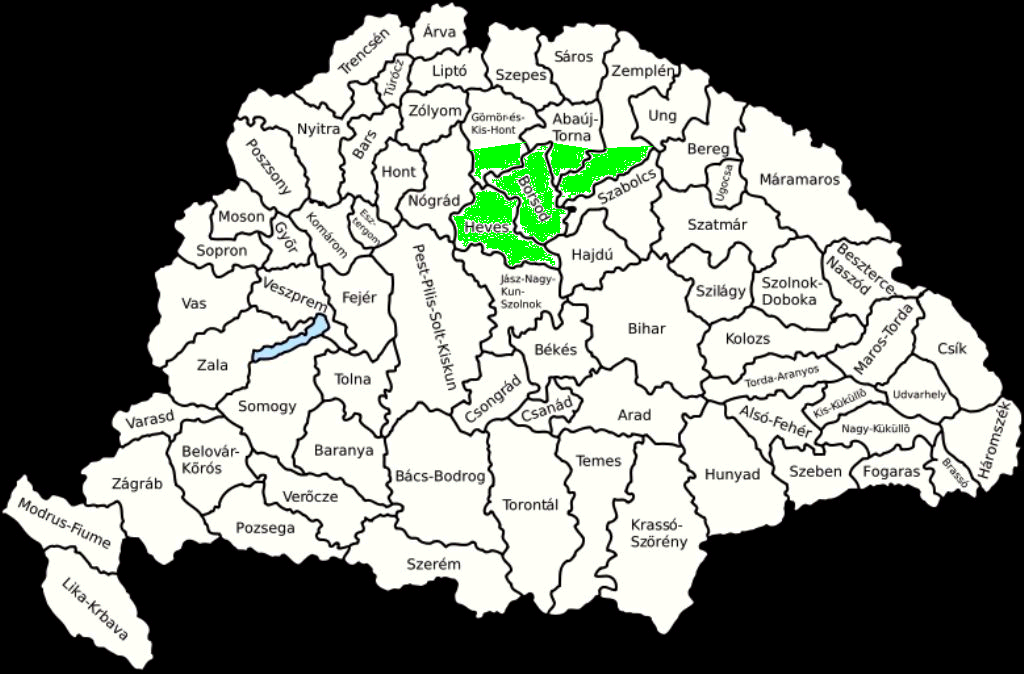 Árva
Trencsén
Liptó
Túrócz
Szepes
Sáros
Zemplén
Zólyom
Gömör-és-
Kis-Hont
Abaúj-
Torna
Ung
Nyitra
Bars
Bereg
Poszsony
Hont
Ugocsa
Máramaros
Nógrád
Borsod
Szabolcs
Moson
Győr
Komárom
Esz-
tergom
Heves
Szatmár
Sopron
Hajdú
Pest-Pilis-Solt-Kiskun
Jász-Nagy-
Kun-
Szolnok
Szilágy
Szolnok-
Doboka
Besztercze-
Naszód
Vas
Veszprem
Fejér
Bihar
Kolozs
Maros-Torda
Csík
Zala
Békés
Tolna
Torda-Aranyos
Csongrád
Csanád
Arad
Kis-Küküllõ
Udvarhely
Somogy
Varasd
Alsó-Fehér
Nagy-Küküllõ
Háromszék
Belovár-
Kőrós
Baranya
Bács-Bodrog
Temes
Hunyad
Szeben
Fogaras
Brassó
Zágráb
Verőcze
Torontál
Modrus-Fiume
Pozsega
Krassó-
Szörény
Szerém
Lika-Krbava